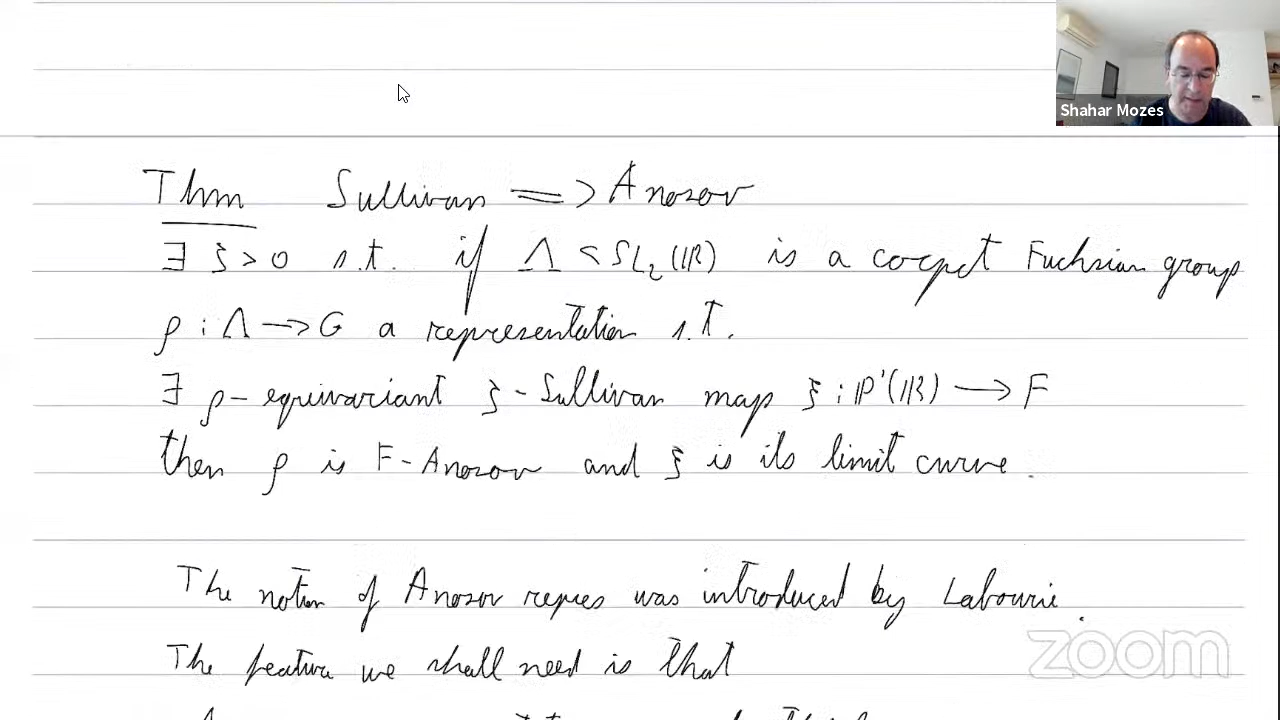 Shahar Mozes
Thm Sullivan => Anosov
∃ ξ > 0 s.t. if Λ < SL₂(ℝ) is a cocpct Fuchsian group
ρ : Λ → G a representation s.t.
∃ ρ-equivariant ξ-Sullivan map ξ : P¹(ℝ) → F
then ρ is F-Anosov and ξ is its limit curve.
The notion of Anosov repres was introduced by Labourie.
The feature we shall need is that
zoom